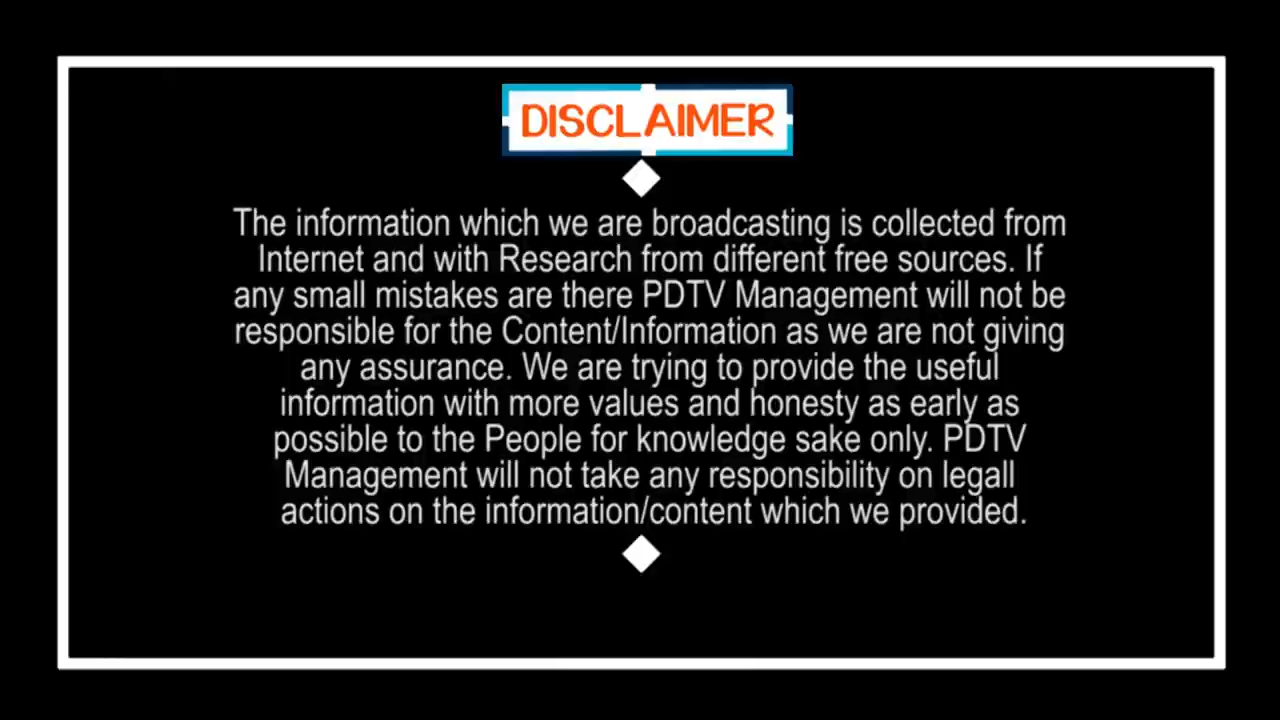 DISCLAIMER
The information which we are broadcasting is collected from
Internet and with Research from different free sources. If
any small mistakes are there PDTV Management will not be
responsible for the Content/Information as we are not giving
any assurance. We are trying to provide the useful
information with more values and honesty as early as
possible to the People for knowledge sake only. PDTV
Management will not take any responsibility on legall
actions on the information/content which we provided.